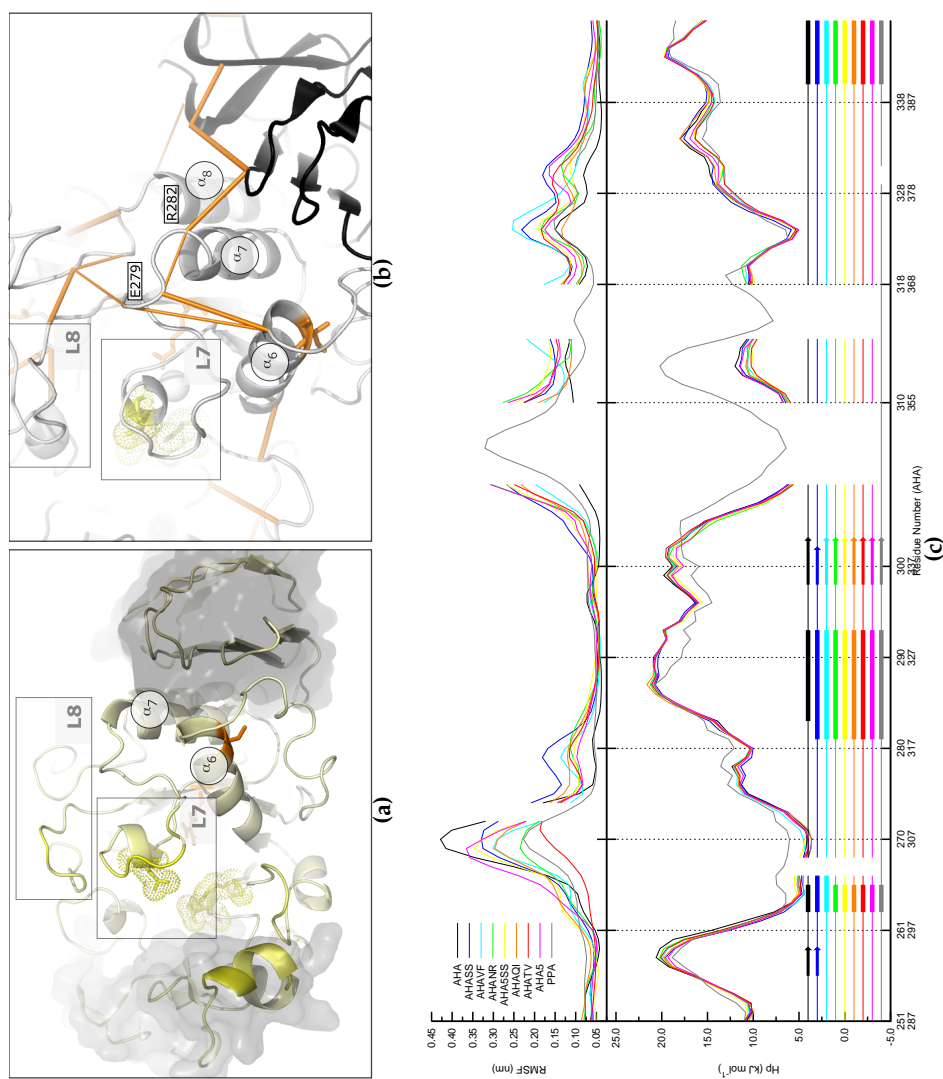 L8
L7
α7
α6
(a)
L8
L7
E279
R282
α8
α7
α6
(b)
AHA
AHASS
AHAVF
AHANR
AHA5SS
AHAQI
AHATV
AHA5
PPA
0.45
0.40
0.35
0.30
0.25
0.20
0.15
0.10
0.05
RMSF (nm)
25.0
20.0
15.0
10.0
5.0
0.0
-5.0
Hp (kJ mol⁻¹)
251 261 270 280 290 300 310 318 328 338
287 297 307 317 327 337 355 368 378 387
Residue Number (AHA)
(c)